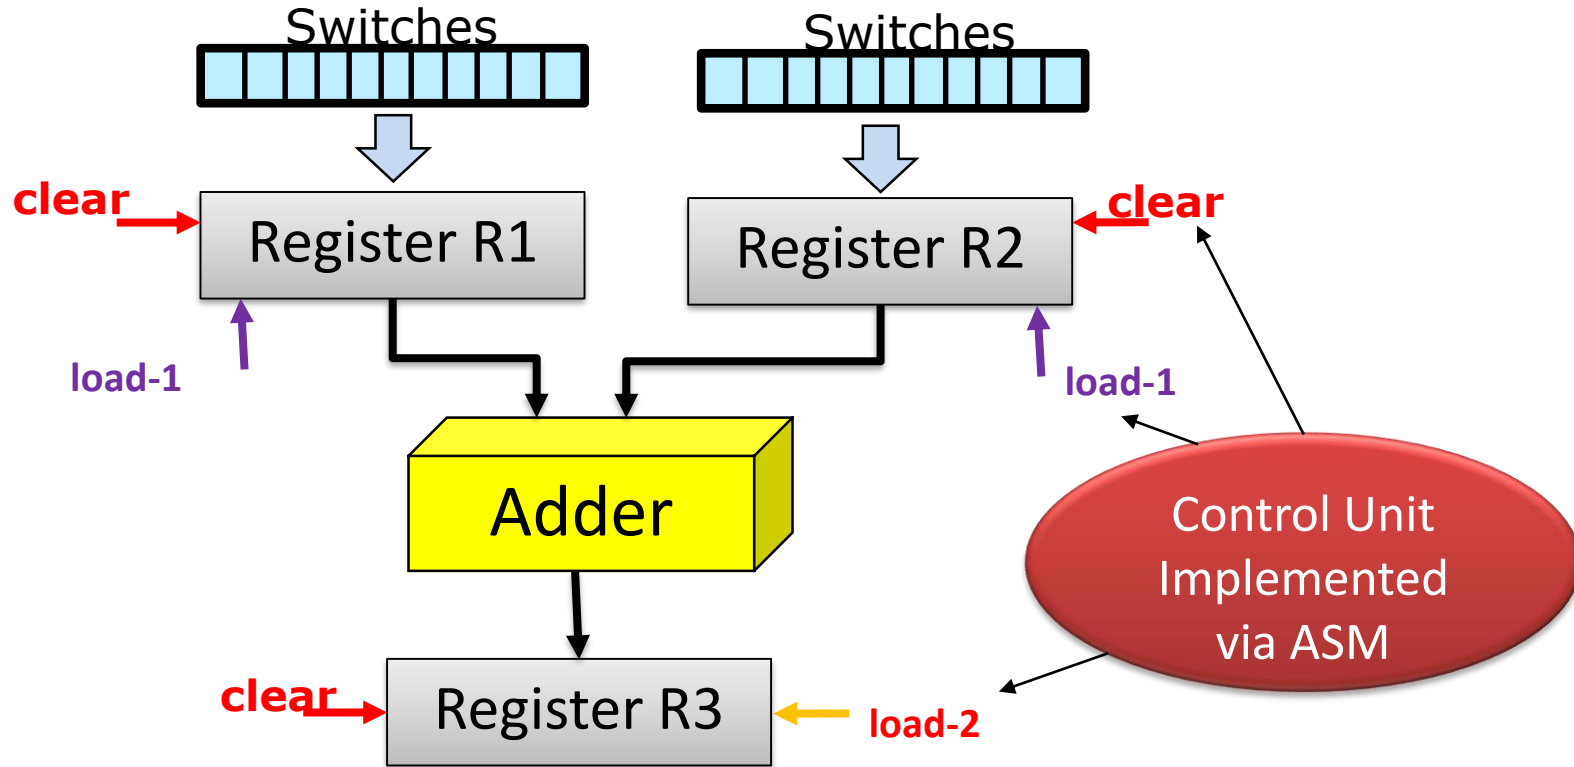 Switches
Switches
clear
Register R1
Register R2
clear
load-1
load-1
Adder
Control Unit
Implemented
via ASM
clear
Register R3
load-2